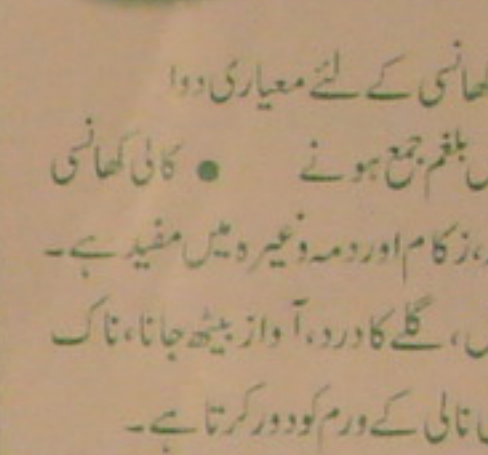 کھانسی کے لئے معیاری دوا
بلغم جمع ہونے ● کالی کھانسی
، زکام اور دمہ وغیرہ میں مفید ہے۔
، گلے کا درد، آواز بیٹھ جانا، ناک
نالی کے ورم کو دور کرتا ہے۔